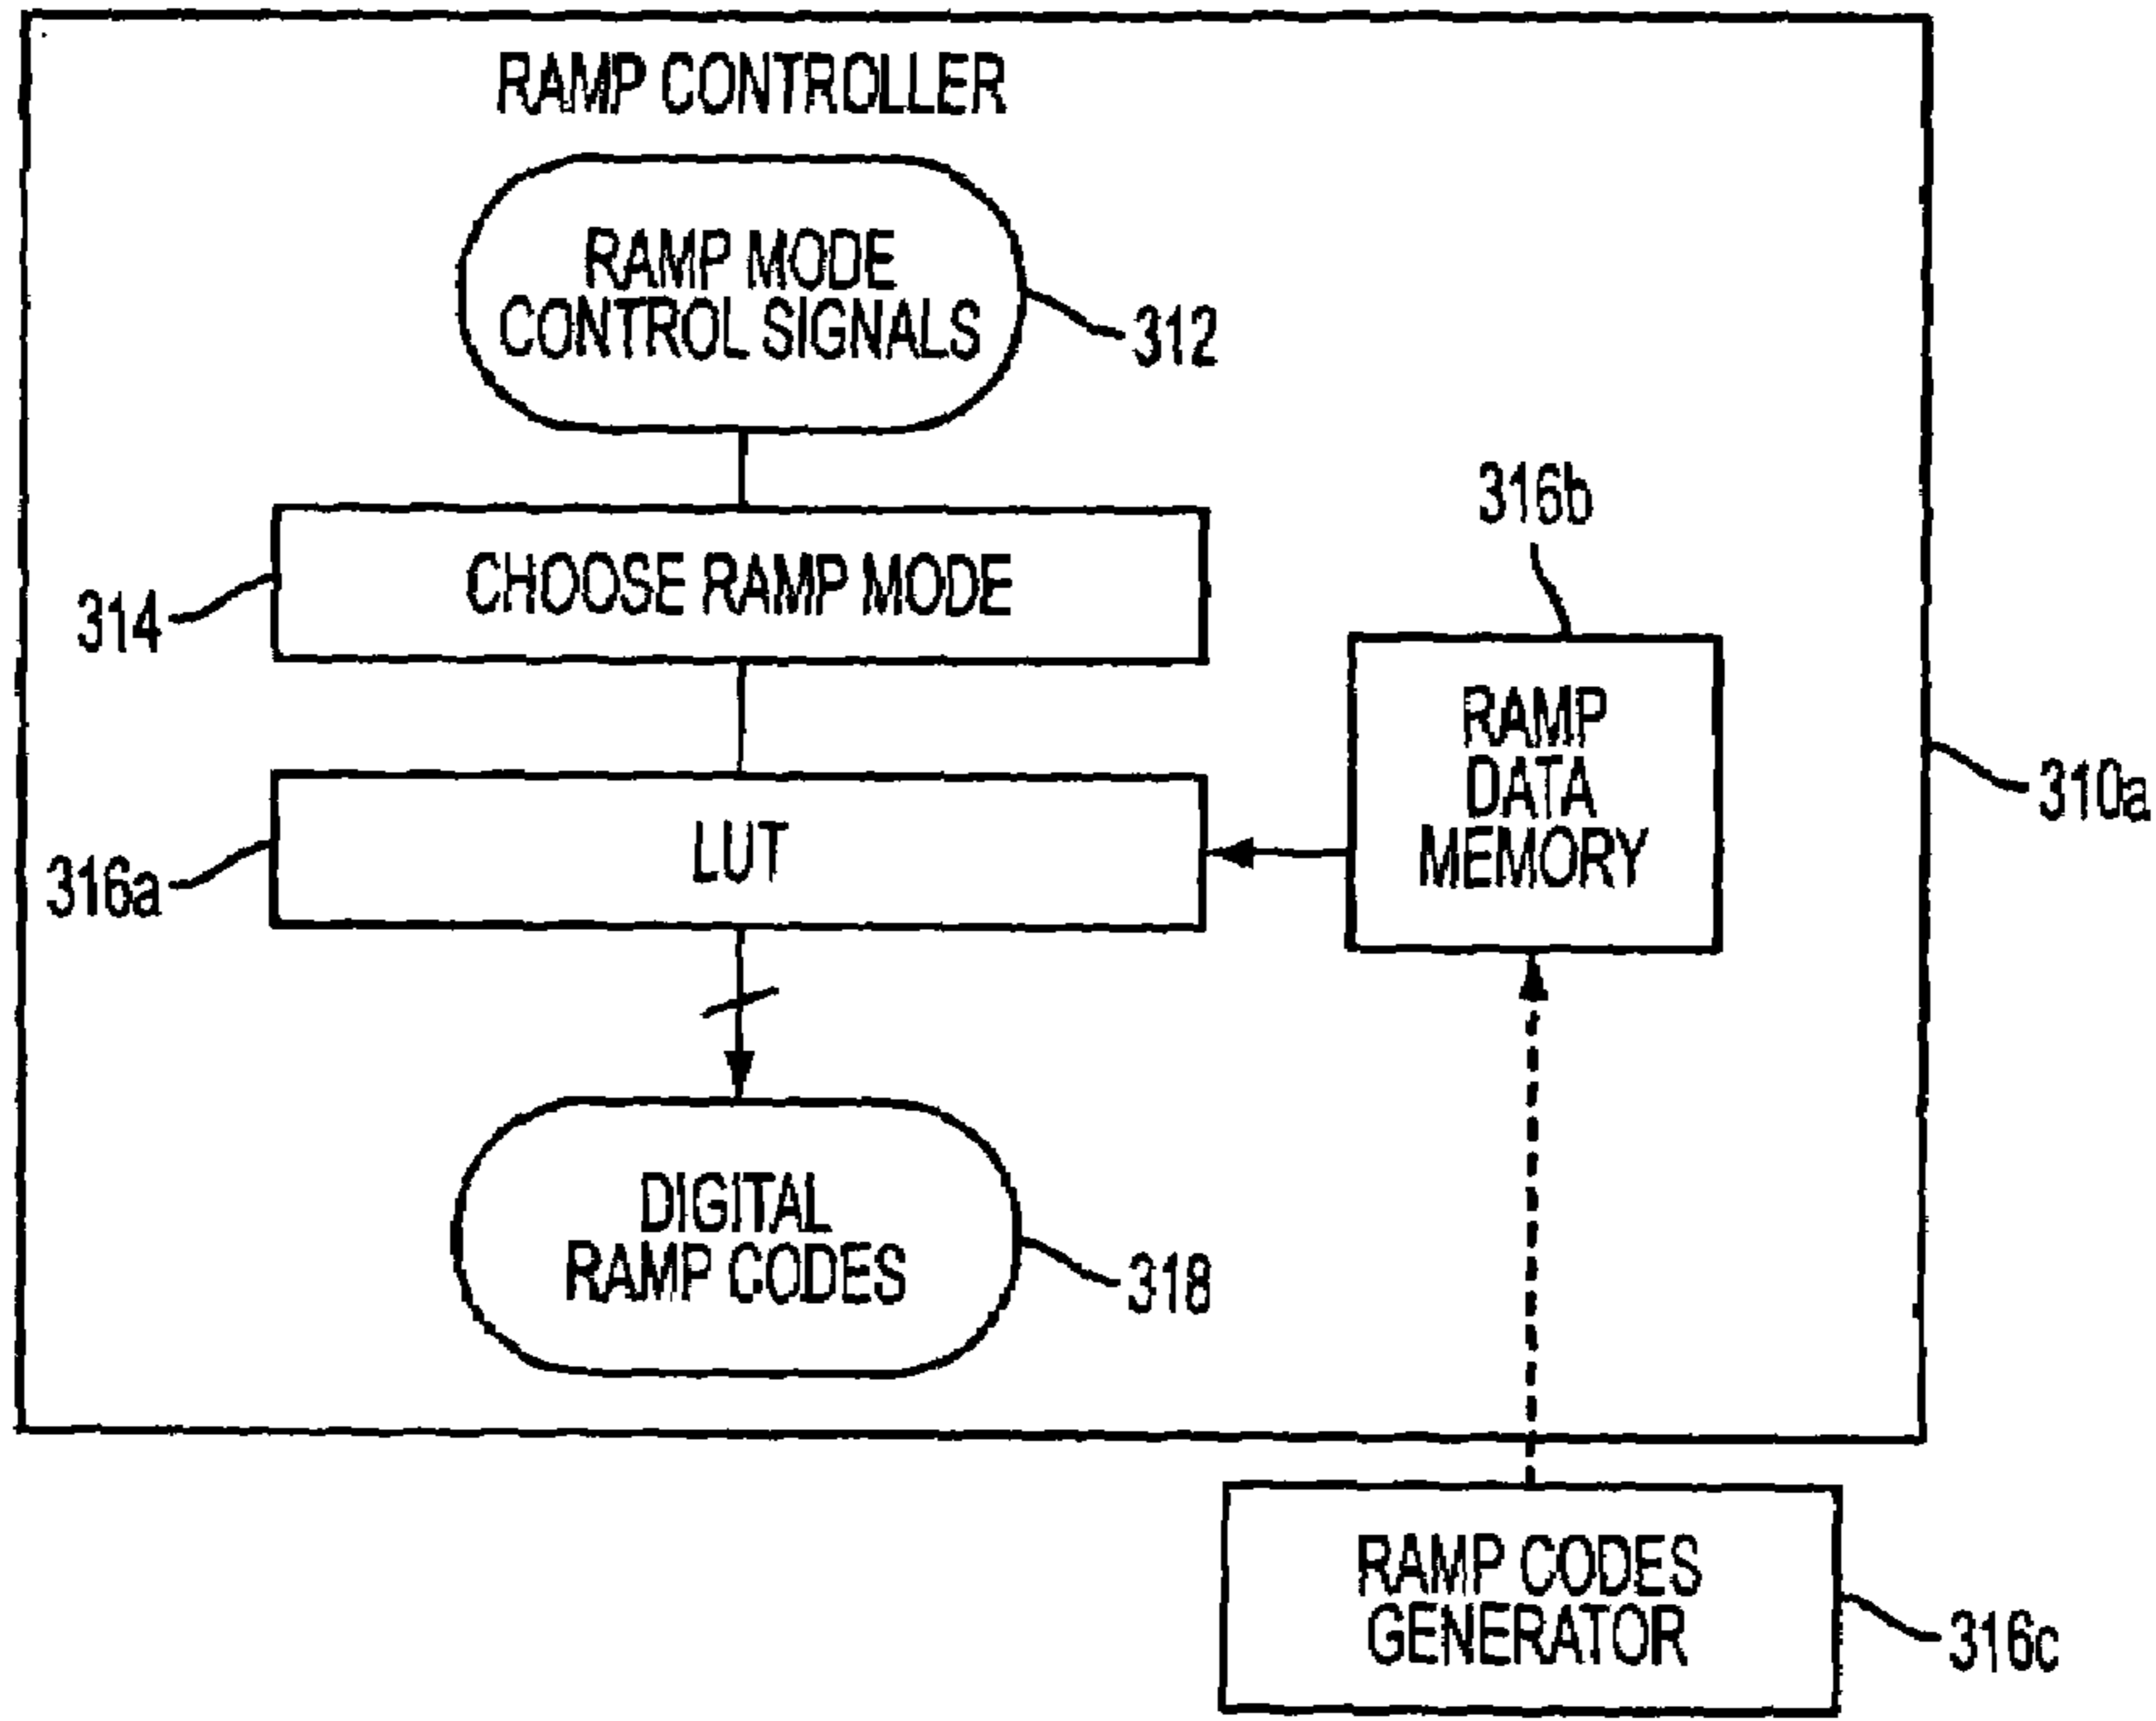 RAMP CONTROLLER
RAMP MODE
CONTROL SIGNALS
312
316b
CHOOSE RAMP MODE
314
RAMP
DATA
MEMORY
310a
LUT
316a
DIGITAL
RAMP CODES
318
RAMP CODES
GENERATOR
316c